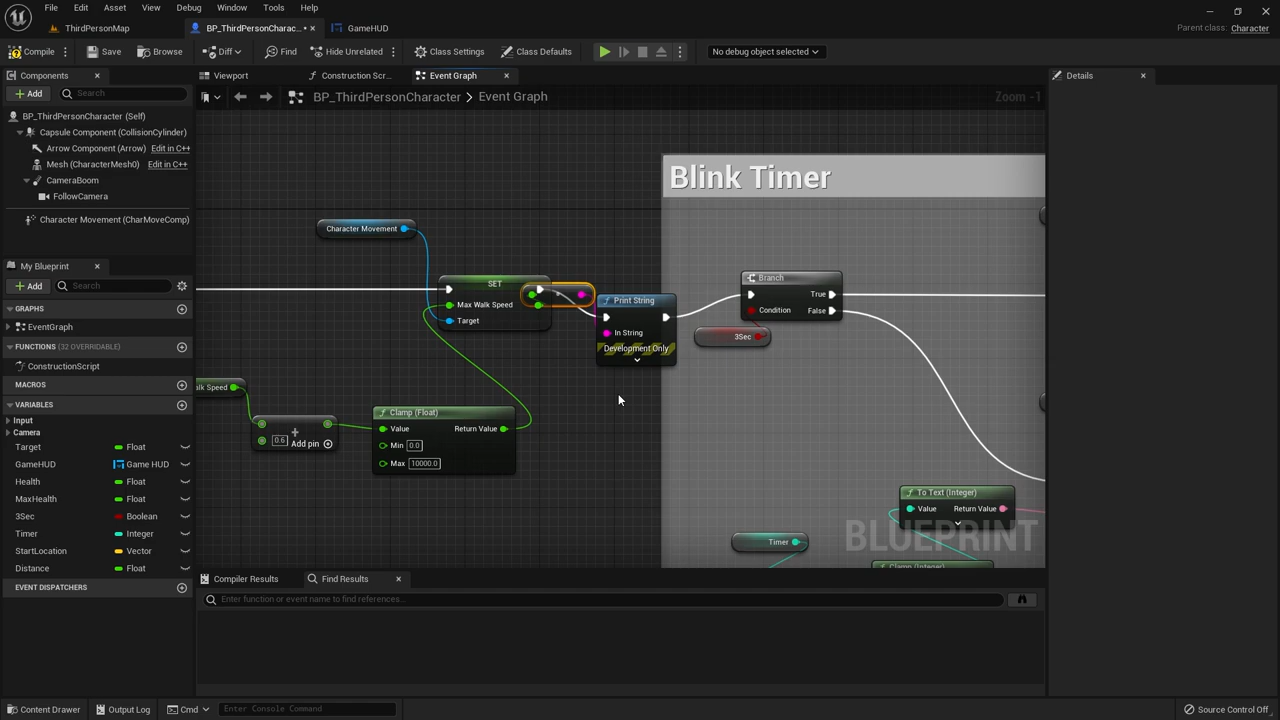 File Edit Asset View Debug Window Tools Help
ThirdPersonMap
BP_ThirdPersonCharac...
GameHUD
Parent class: Character
Compile
Save
Browse
Diff
Find
Hide Unrelated
Class Settings
Class Defaults
No debug object selected
Components
Viewport
Construction Scr...
Event Graph
Details
Add
Search
BP_ThirdPersonCharacter > Event Graph
Zoom -1
BP_ThirdPersonCharacter (Self)
Capsule Component (CollisionCylinder)
Arrow Component (Arrow) Edit in C++
Mesh (CharacterMesh0) Edit in C++
CameraBoom
FollowCamera
Character Movement (CharMoveComp)
My Blueprint
Add
Search
GRAPHS
EventGraph
FUNCTIONS (32 OVERRIDABLE)
ConstructionScript
MACROS
VARIABLES
Input
Camera
Target Float
GameHUD Game HUD
Health Float
MaxHealth Float
3Sec Boolean
Timer Integer
StartLocation Vector
Distance Float
EVENT DISPATCHERS
Blink Timer
Character Movement
SET
Max Walk Speed
Target
Print String
In String
Development Only
Branch
True
Condition False
3Sec
alk Speed
0.6 Add pin
Clamp (Float)
Value Return Value
Min 0.0
Max 10000.0
To Text (Integer)
Value Return Value
Timer
Clamp (Integer)
BLUEPRINT
Compiler Results
Find Results
Enter function or event name to find references...
Content Drawer
Output Log
Cmd
Enter Console Command
Source Control Off